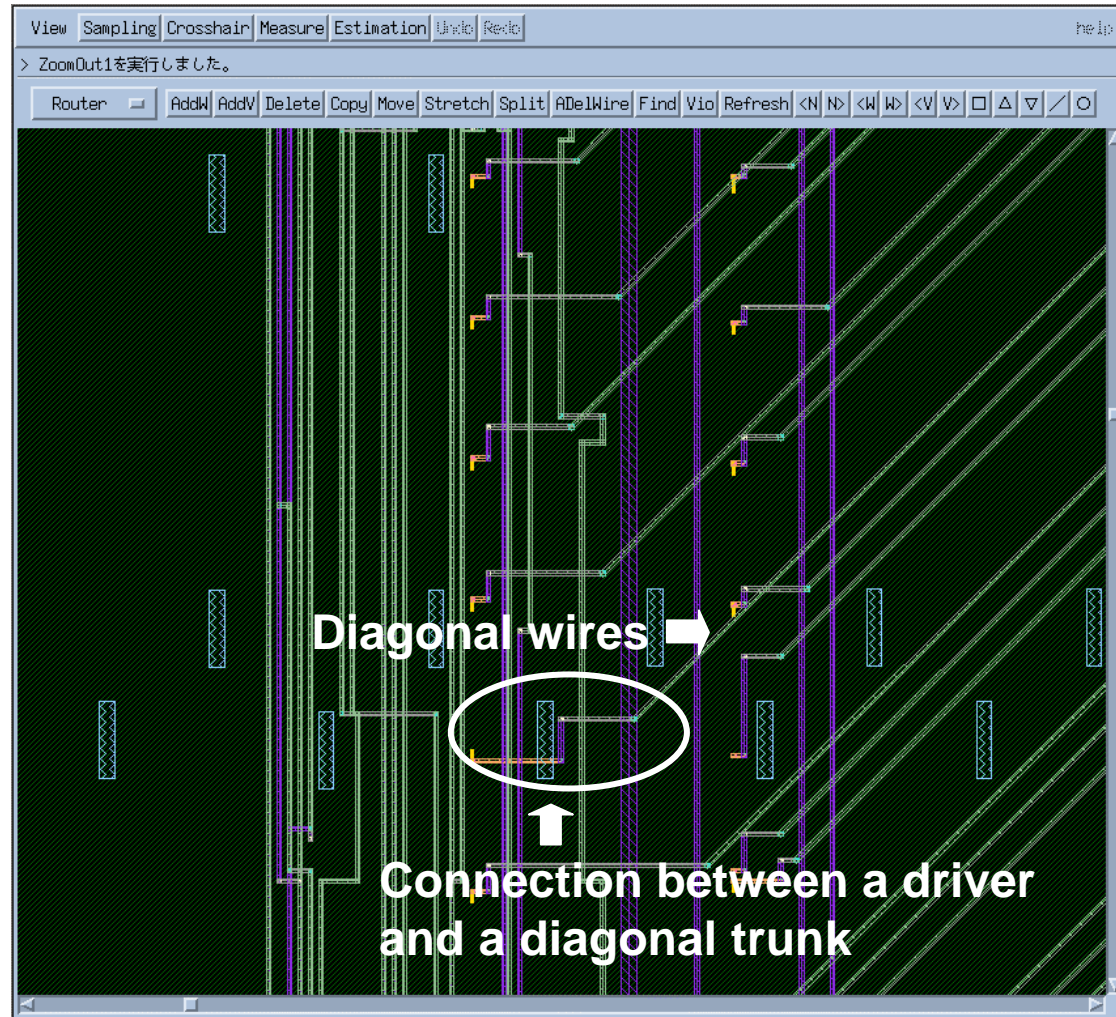 View Sampling Crosshair Measure Estimation Undo Redo help
> ZoomOut1を実行しました。
Router AddW AddV Delete Copy Move Stretch Split ADelWire Find Vio Refresh <N N> <W W> <V V>
Diagonal wires
Connection between a driver
and a diagonal trunk